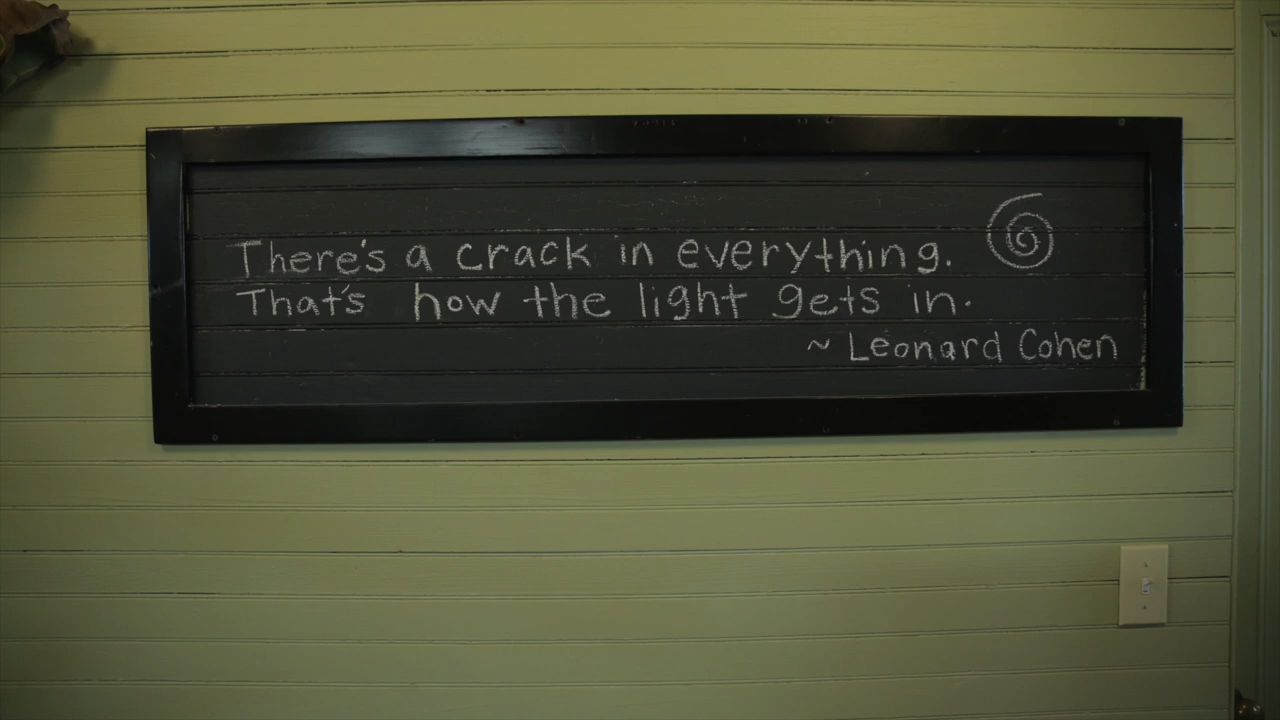 There's a crack in everything.
That's how the light gets in.
~ Leonard Cohen